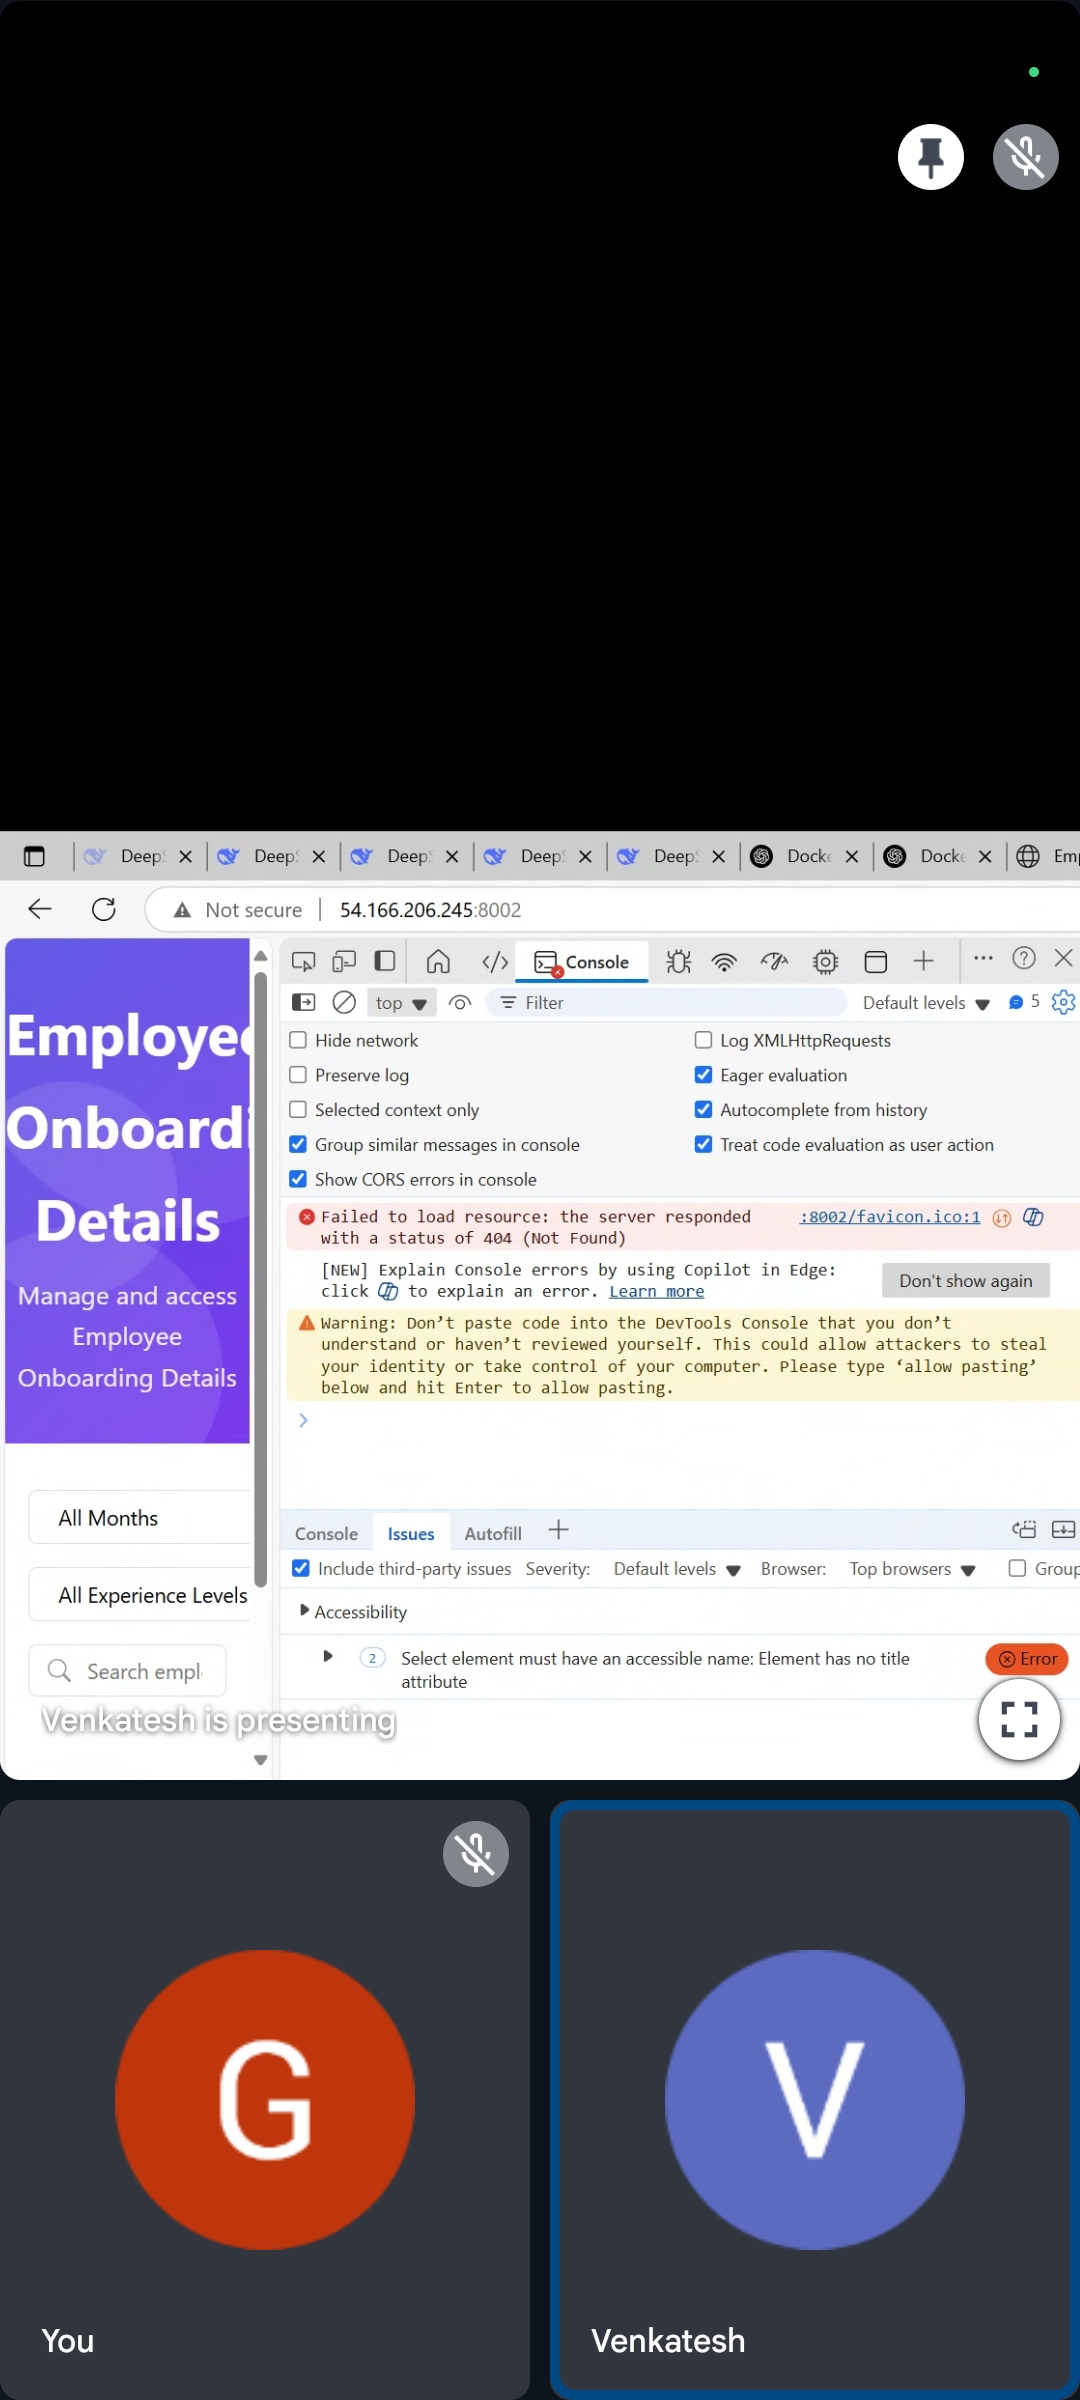 Deep
Deep
Deep
Deep
Deep
Docke
Docke
Emp
Not secure
54.166.206.245:8002
Employee
Onboardi
Details
Manage and access
Employee
Onboarding Details
All Months
All Experience Levels
Search empl
Console
top
Filter
Default levels
5
Hide network
Log XMLHttpRequests
Preserve log
Eager evaluation
Selected context only
Autocomplete from history
Group similar messages in console
Treat code evaluation as user action
Show CORS errors in console
Failed to load resource: the server responded
:8002/favicon.ico:1
with a status of 404 (Not Found)
[NEW] Explain Console errors by using Copilot in Edge:
click to explain an error. Learn more
Don't show again
Warning: Don’t paste code into the DevTools Console that you don’t
understand or haven’t reviewed yourself. This could allow attackers to steal
your identity or take control of your computer. Please type ‘allow pasting’
below and hit Enter to allow pasting.
Console
Issues
Autofill
Include third-party issues
Severity:
Default levels
Browser:
Top browsers
Group
Accessibility
2
Select element must have an accessible name: Element has no title
attribute
Error
Venkatesh is presenting
G
You
V
Venkatesh